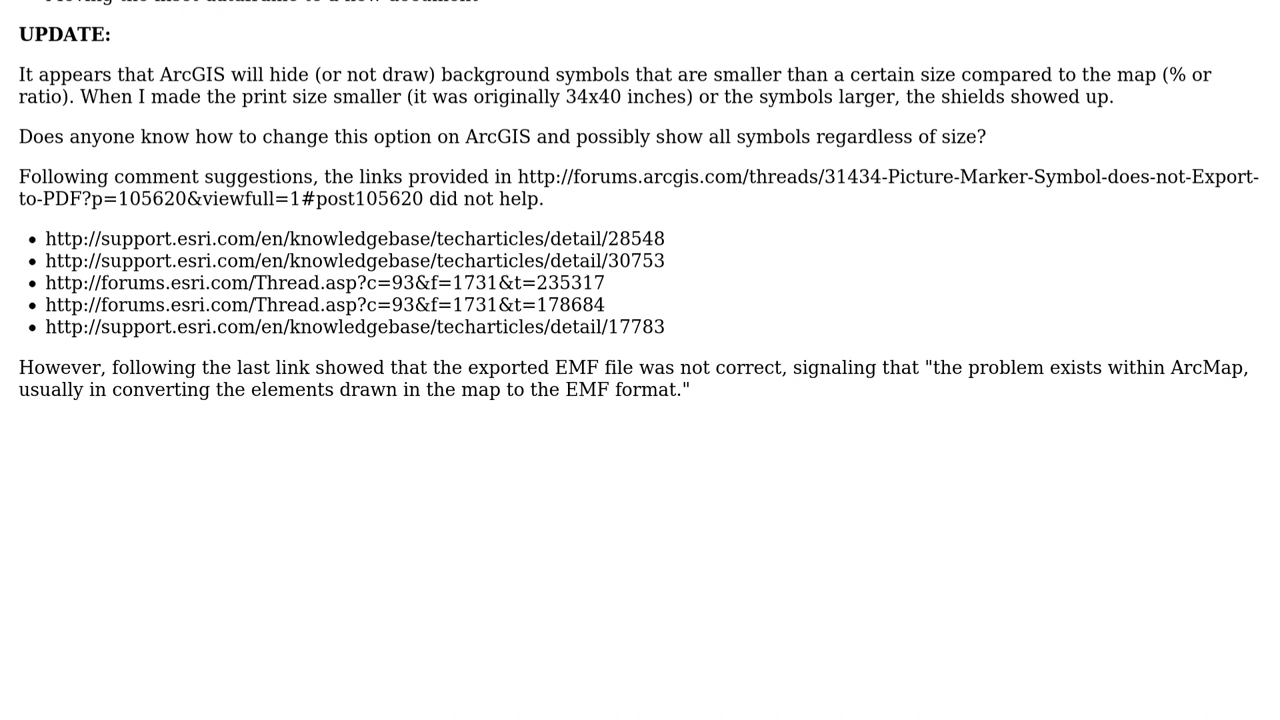 UPDATE:
It appears that ArcGIS will hide (or not draw) background symbols that are smaller than a certain size compared to the map (% or
ratio). When I made the print size smaller (it was originally 34x40 inches) or the symbols larger, the shields showed up.
Does anyone know how to change this option on ArcGIS and possibly show all symbols regardless of size?
Following comment suggestions, the links provided in http://forums.arcgis.com/threads/31434-Picture-Marker-Symbol-does-not-Export-
to-PDF?p=105620&viewfull=1#post105620 did not help.
• http://support.esri.com/en/knowledgebase/techarticles/detail/28548
• http://support.esri.com/en/knowledgebase/techarticles/detail/30753
• http://forums.esri.com/Thread.asp?c=93&f=1731&t=235317
• http://forums.esri.com/Thread.asp?c=93&f=1731&t=178684
• http://support.esri.com/en/knowledgebase/techarticles/detail/17783
However, following the last link showed that the exported EMF file was not correct, signaling that "the problem exists within ArcMap,
usually in converting the elements drawn in the map to the EMF format."